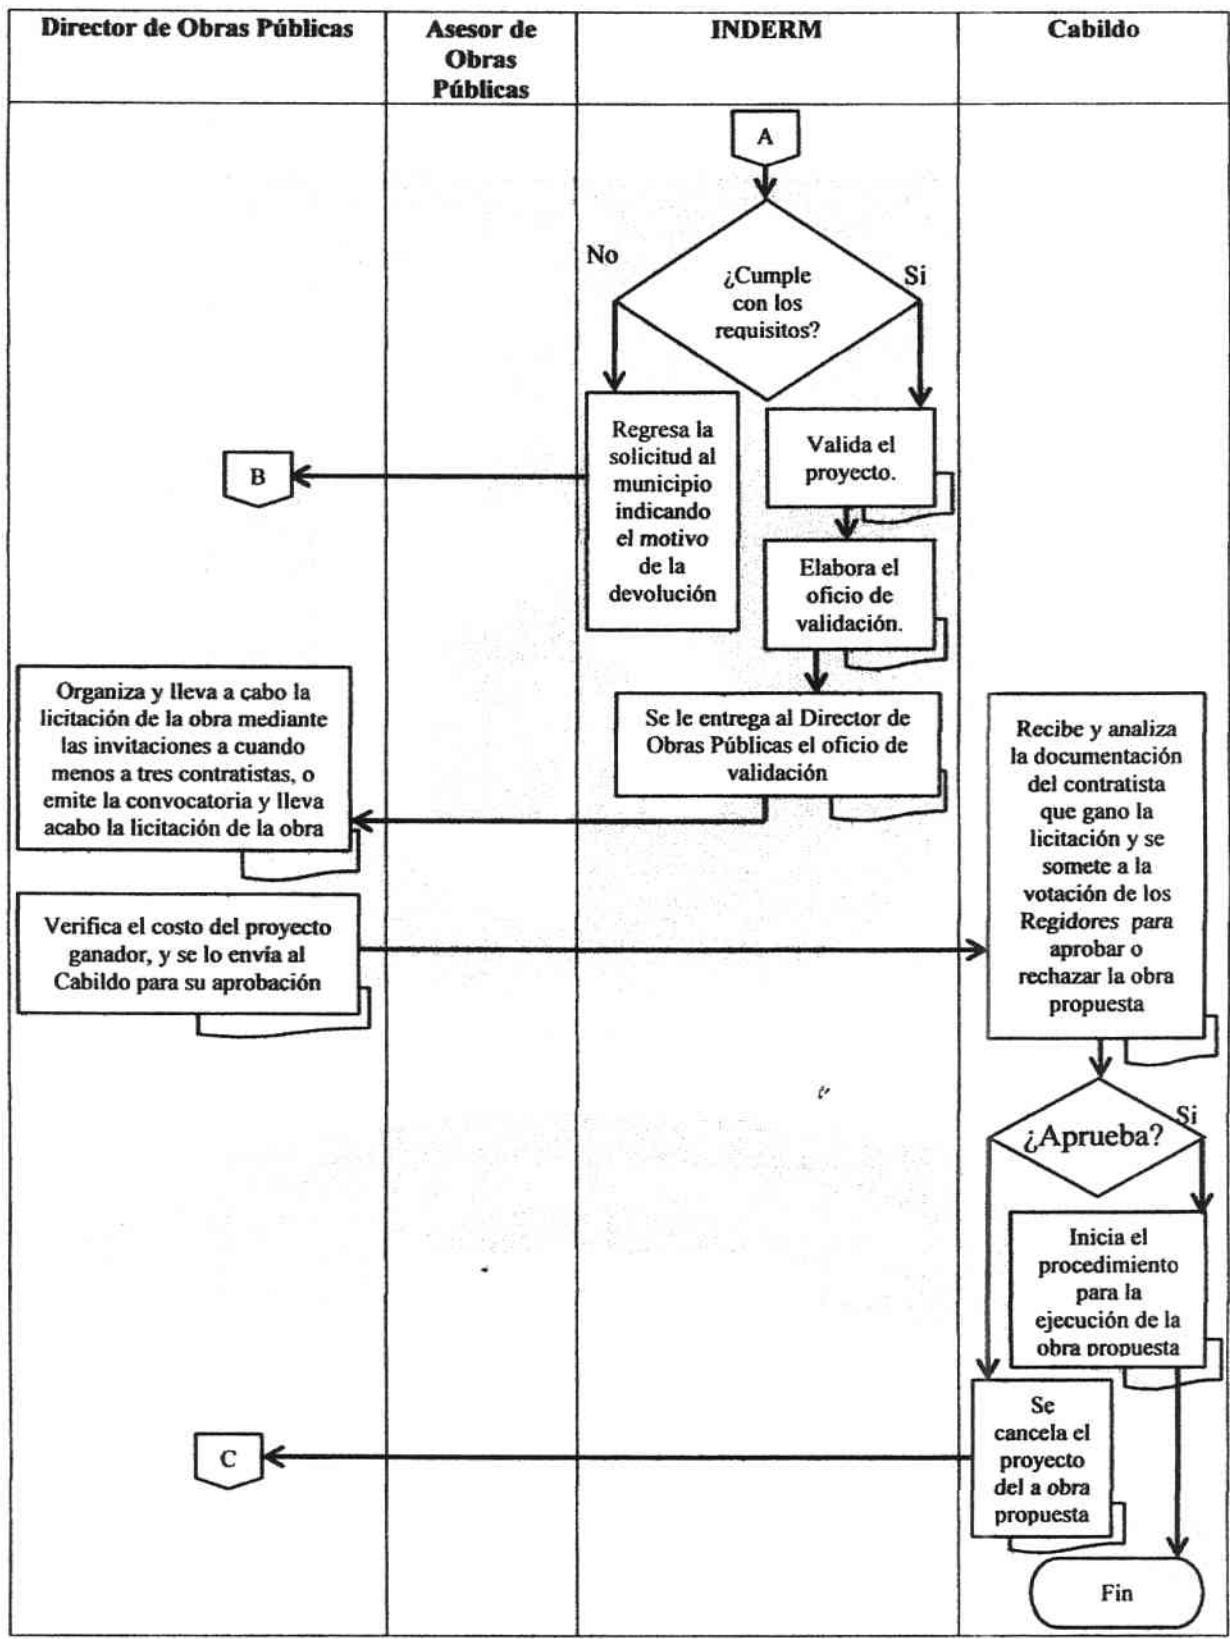 Director de Obras Públicas
Asesor de
Obras
Públicas
INDERM
Cabildo
A
No
Si
¿Cumple
con los
requisitos?
Regresa la
solicitud al
municipio
indicando
el motivo
de la
devolución
B
Valida el
proyecto.
Elabora el
oficio de
validación.
Se le entrega al Director de
Obras Públicas el oficio de
validación
Organiza y lleva a cabo la
licitación de la obra mediante
las invitaciones a cuando
menos a tres contratistas, o
emite la convocatoria y lleva
acabo la licitación de la obra
Verifica el costo del proyecto
ganador, y se lo envía al
Cabildo para su aprobación
Recibe y analiza
la documentación
del contratista
que gano la
licitación y se
somete a la
votación de los
Regidores para
aprobar o
rechazar la obra
propuesta
¿Aprueba?
Si
Inicia el
procedimiento
para la
ejecución de la
obra propuesta
Se
cancela el
proyecto
del a obra
propuesta
C
Fin